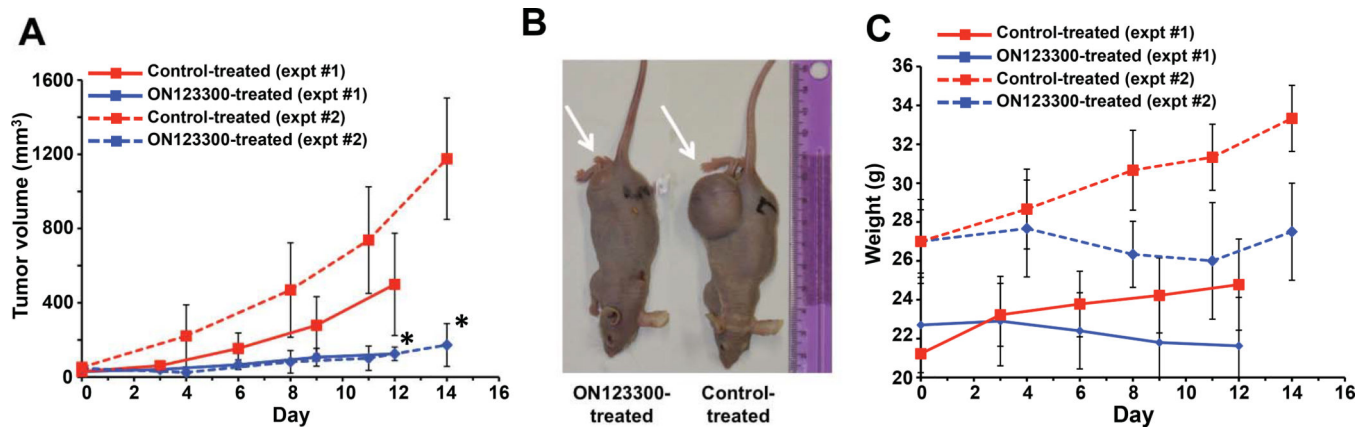 A
1600
1200
800
400
0
Tumor volume (mm³)
0 2 4 6 8 10 12 14 16
Day
Control-treated (expt #1)
ON123300-treated (expt #1)
Control-treated (expt #2)
ON123300-treated (expt #2)
*
*
B
ON123300-
treated
Control-
treated
C
Control-treated (expt #1)
ON123300-treated (expt #1)
Control-treated (expt #2)
ON123300-treated (expt #2)
36
34
32
30
28
26
24
22
20
Weight (g)
0 2 4 6 8 10 12 14 16
Day